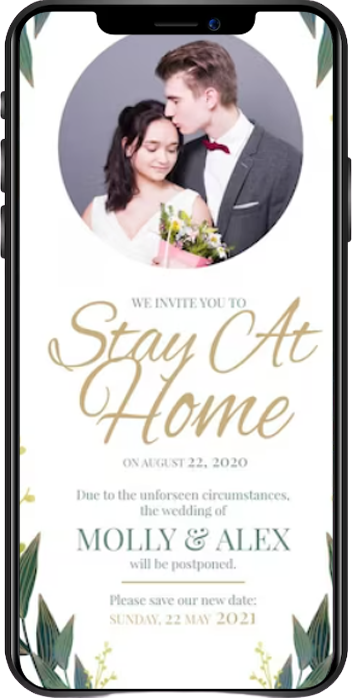 WE INVITE YOU TO
Stay At
Home
ON AUGUST 22, 2020
Due to the unforseen circumstances,
the wedding of
MOLLY & ALEX
will be postponed.
Please save our new date:
SUNDAY, 22 MAY 2021